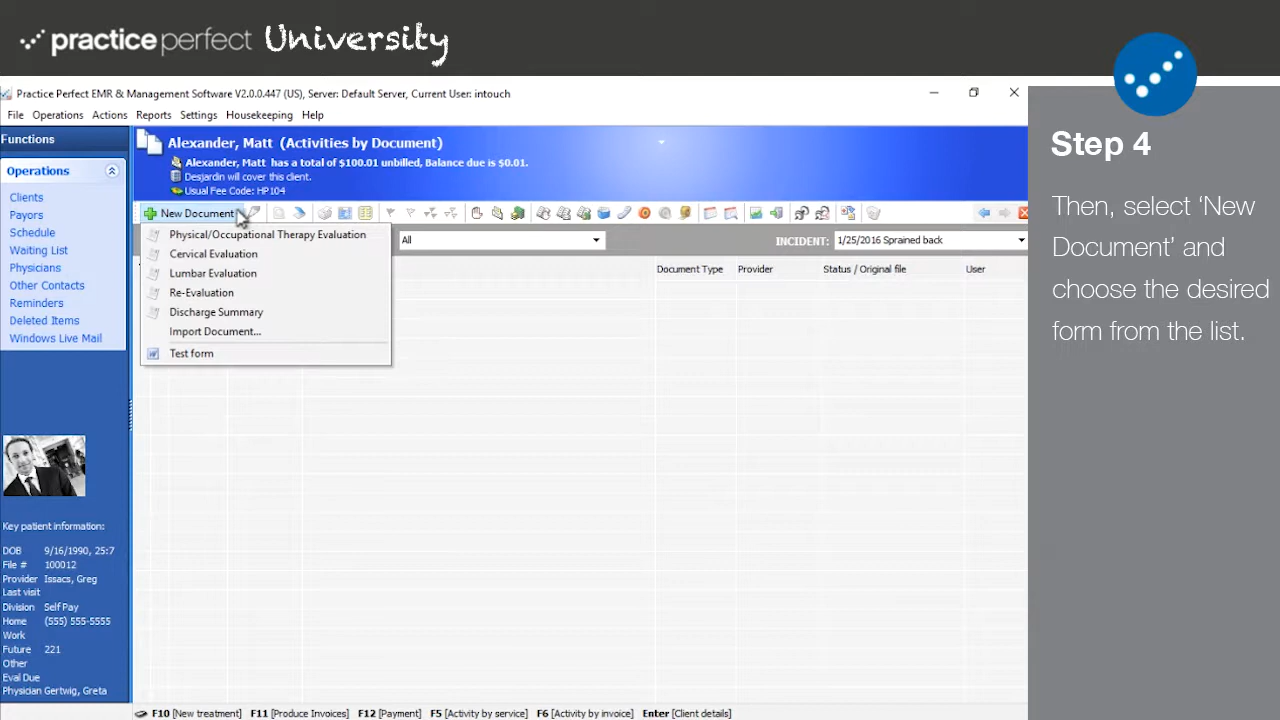 practice perfect University
Practice Perfect EMR & Management Software V2.0.0.447 (US), Server: Default Server, Current User: intouch
File Operations Actions Reports Settings Housekeeping Help
Functions
Operations
Clients
Payors
Schedule
Waiting List
Physicians
Other Contacts
Reminders
Deleted Items
Windows Live Mail
Key patient information:
DOB 9/16/1990, 25:7
File # 100012
Provider Issacs, Greg
Last visit
Division Self Pay
Home (555) 555-5555
Work
Future 221
Other
Eval Due
Physician Gertwig, Greta
Alexander, Matt (Activities by Document)
Alexander, Matt has a total of $100.01 unbilled, Balance due is $0.01.
Desjardin will cover this client.
Usual Fee Code: HP104
New Document
Physical/Occupational Therapy Evaluation
Cervical Evaluation
Lumbar Evaluation
Re-Evaluation
Discharge Summary
Import Document...
Test form
All INCIDENT: 1/25/2016 Sprained back
Document Type Provider Status / Original file User
F10 [New treatment] F11 [Produce Invoices] F12 [Payment] F5 [Activity by service] F6 [Activity by invoice] Enter [Client details]
Step 4
Then, select ‘New
Document’ and
choose the desired
form from the list.